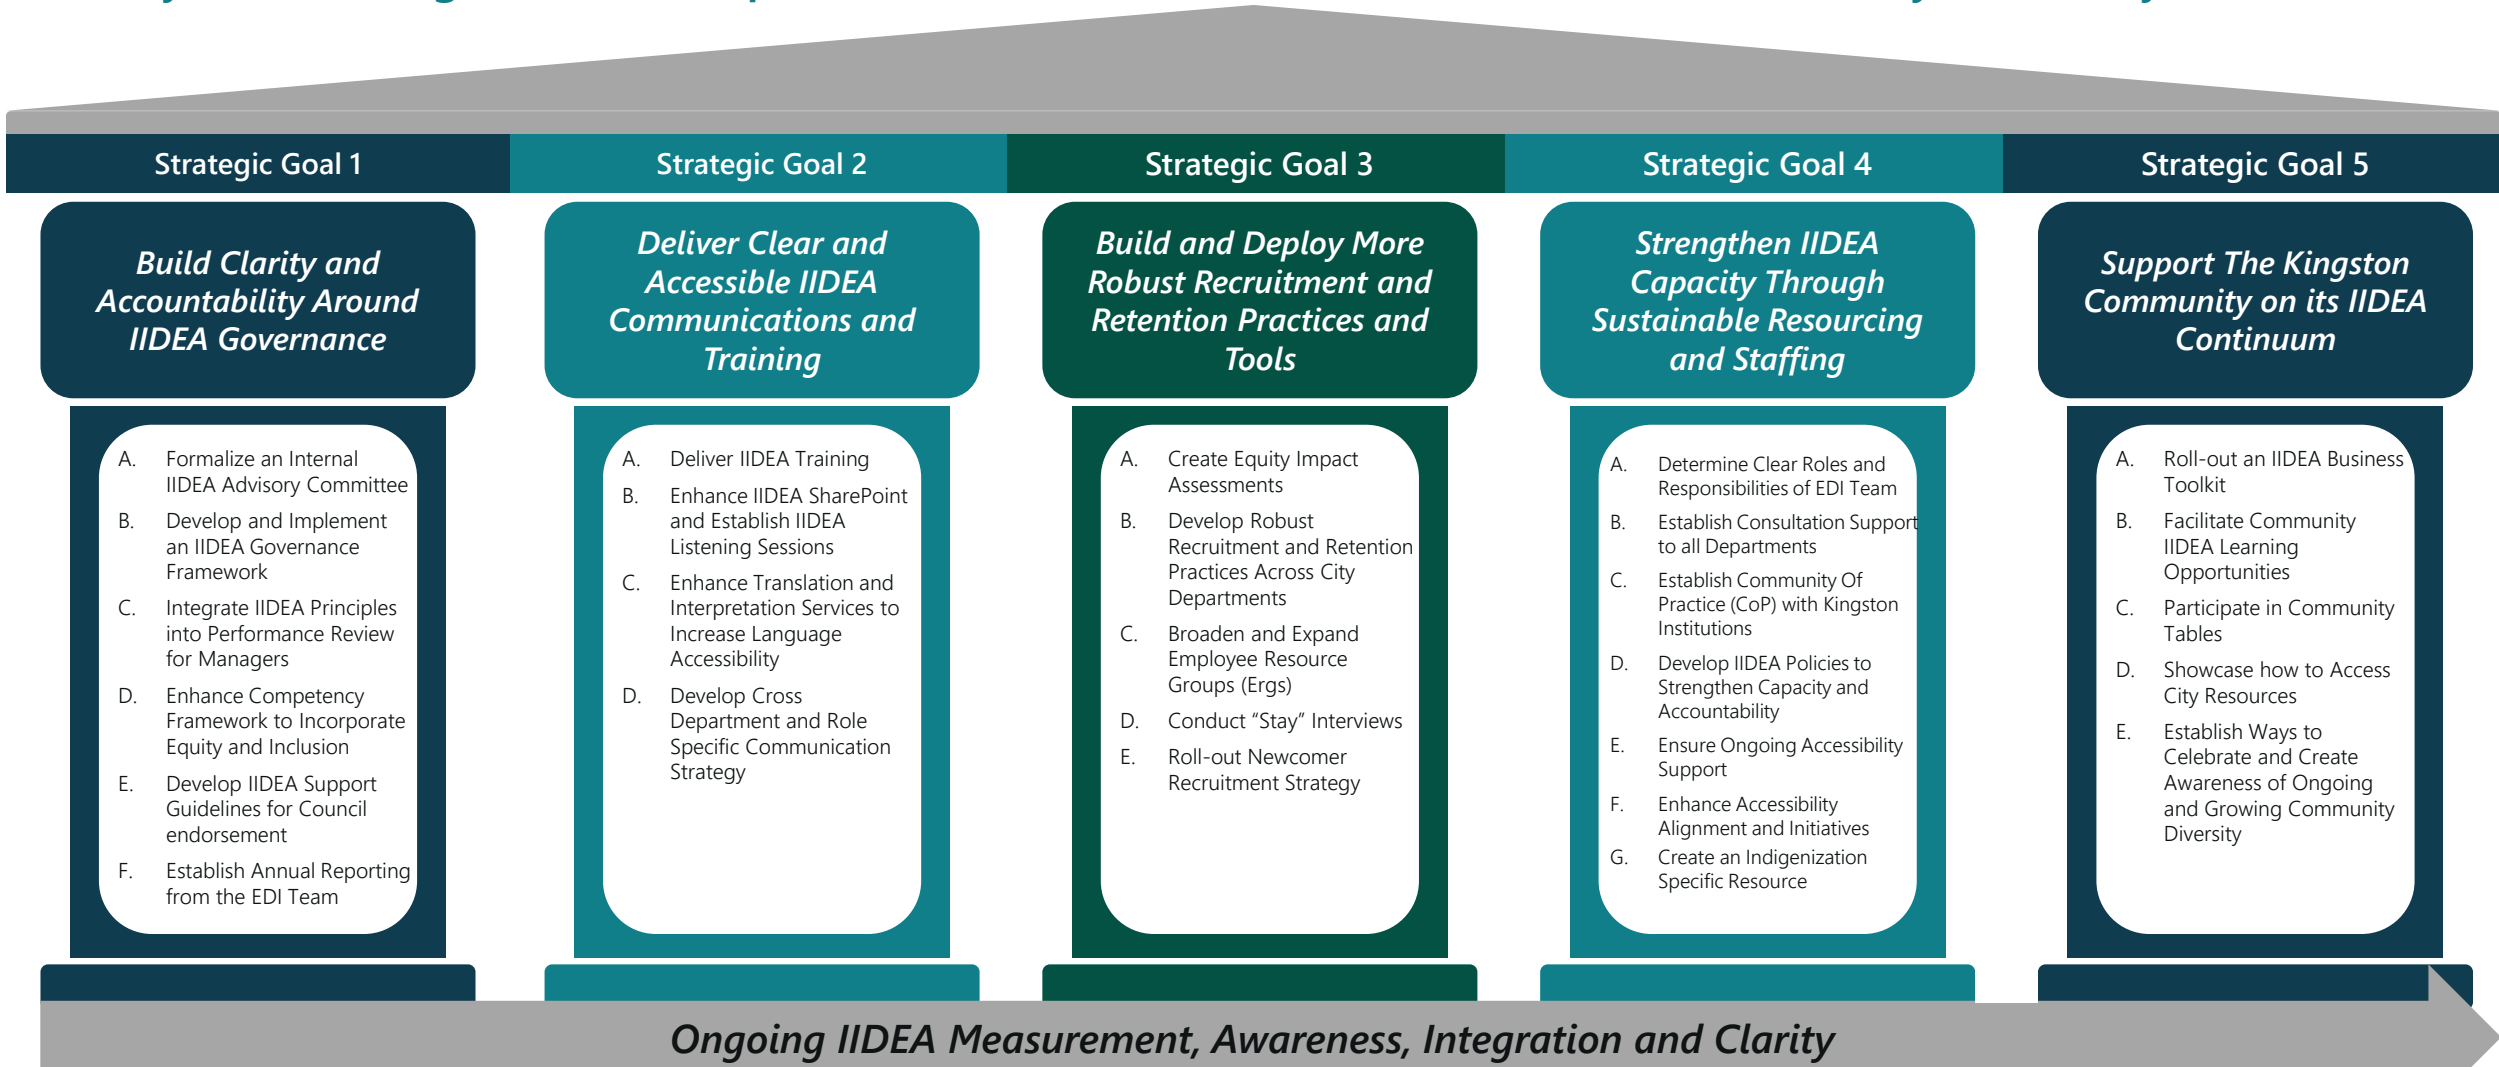 Strategic Goal 1
Strategic Goal 2
Strategic Goal 3
Strategic Goal 4
Strategic Goal 5
Build Clarity and
Accountability Around
IIDEA Governance
Deliver Clear and
Accessible IIDEA
Communications and
Training
Build and Deploy More
Robust Recruitment and
Retention Practices and
Tools
Strengthen IIDEA
Capacity Through
Sustainable Resourcing
and Staffing
Support The Kingston
Community on its IIDEA
Continuum
A. Formalize an Internal
IIDEA Advisory Committee
B. Develop and Implement
an IIDEA Governance
Framework
C. Integrate IIDEA Principles
into Performance Review
for Managers
D. Enhance Competency
Framework to Incorporate
Equity and Inclusion
E. Develop IIDEA Support
Guidelines for Council
endorsement
F. Establish Annual Reporting
from the EDI Team
A. Deliver IIDEA Training
B. Enhance IIDEA SharePoint
and Establish IIDEA
Listening Sessions
C. Enhance Translation and
Interpretation Services to
Increase Language
Accessibility
D. Develop Cross
Department and Role
Specific Communication
Strategy
A. Create Equity Impact
Assessments
B. Develop Robust
Recruitment and Retention
Practices Across City
Departments
C. Broaden and Expand
Employee Resource
Groups (Ergs)
D. Conduct “Stay” Interviews
E. Roll-out Newcomer
Recruitment Strategy
A. Determine Clear Roles and
Responsibilities of EDI Team
B. Establish Consultation Support
to all Departments
C. Establish Community Of
Practice (CoP) with Kingston
Institutions
D. Develop IIDEA Policies to
Strengthen Capacity and
Accountability
E. Ensure Ongoing Accessibility
Support
F. Enhance Accessibility
Alignment and Initiatives
G. Create an Indigenization
Specific Resource
A. Roll-out an IIDEA Business
Toolkit
B. Facilitate Community
IIDEA Learning
Opportunities
C. Participate in Community
Tables
D. Showcase how to Access
City Resources
E. Establish Ways to
Celebrate and Create
Awareness of Ongoing
and Growing Community
Diversity
Ongoing IIDEA Measurement, Awareness, Integration and Clarity